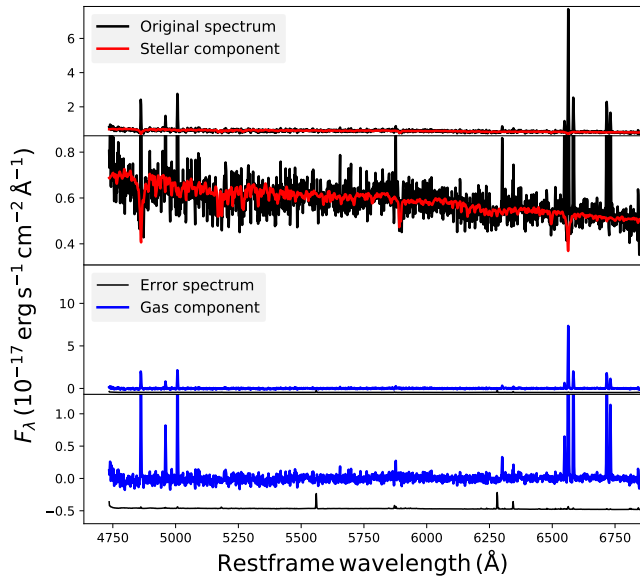 Original spectrum
Stellar component
6
4
2
0.8
0.6
0.4
Error spectrum
Gas component
10
5
0
1.0
0.5
0.0
−0.5
4750 5000 5250 5500 5750 6000 6250 6500 6750
Restframe wavelength (Å)
F_λ (10⁻¹⁷ erg s⁻¹ cm⁻² Å⁻¹)